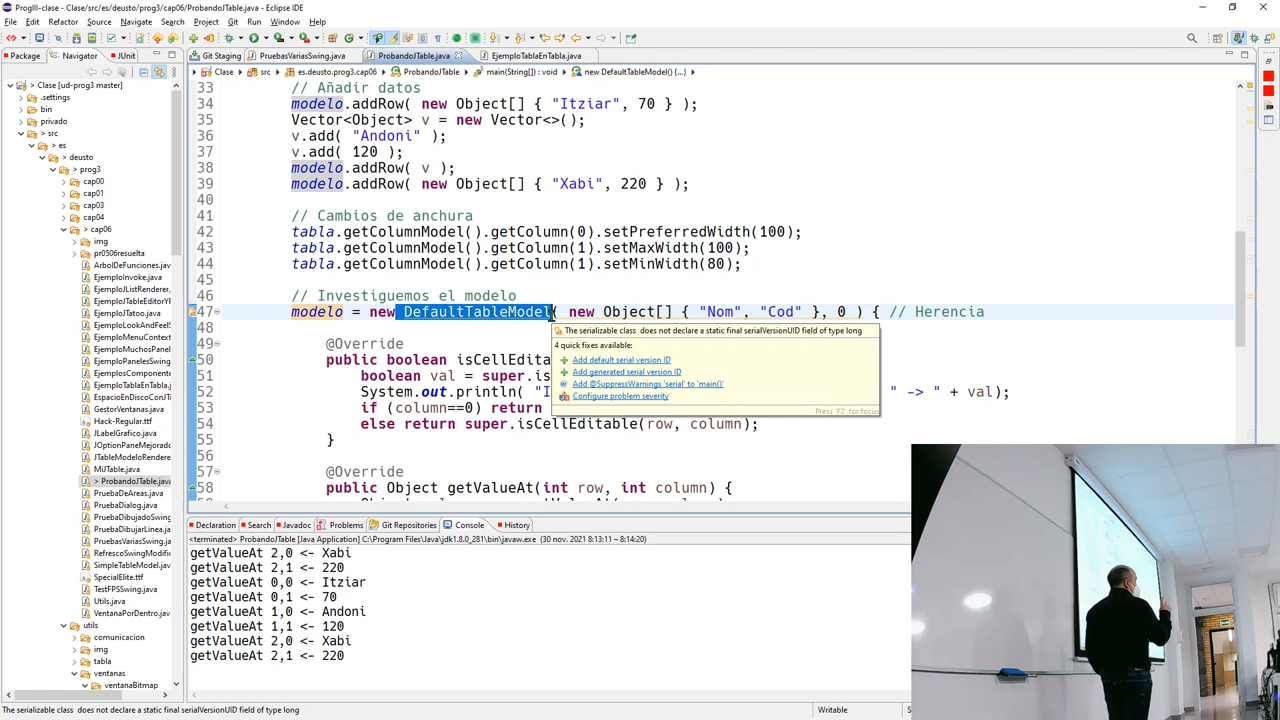 ProgIII-clase - Clase/src/es/deusto/prog3/cap06/ProbandoJTable.java - Eclipse IDE
File Edit Refactor Source Navigate Search Project Git Run Window Help
Package Navigator JUnit
Git Staging PruebasVariasSwing.java ProbandoJTable.java EjemploTablaEnTabla.java
Clase src es.deusto.prog3.cap06 ProbandoJTable main(String[]) : void new DefaultTableModel() {...}
Clase [ud-prog3 master]
.settings
bin
privado
src
es
deusto
prog3
cap00
cap01
cap03
cap04
cap06
img
pr0506resuelta
ArbolDeFunciones.java
EjemploInvoke.java
EjemploJListRender
EjemploJTableEditorYR
EjemploJTatoo.java
EjemploLookAndFeel
EjemploMenuContext
EjemploMuchosPanel
EjemploPanelesSwing
EjemplosContextos
EjemploTablaEnTabla.
EspacioEnDiscoConJT
GestorVentanas.java
Hack-Regular.ttf
JLabelGrafico.java
JOptionPaneMejorado
JTableModeloRendere
MiJTable.java
> ProbandoJTable.java
PruebaDeAreas.java
PruebaDialog.java
PruebaDibujadoSwing
PruebaDibujarLinea.java
PruebasVariasSwing.java
RefrescoSwingModific
SimpleTableModel.java
SpecialElite.ttf
TestFPSSwing.java
Utils.java
VentanaPorDentro.java
utils
comunicacion
img
tabla
ventanas
ventanaBitmap
33 // Añadir datos
34 modelo.addRow( new Object[] { "Itziar", 70 } );
35 Vector<Object> v = new Vector<>();
36 v.add( "Andoni" );
37 v.add( 120 );
38 modelo.addRow( v );
39 modelo.addRow( new Object[] { "Xabi", 220 } );
40
41 // Cambios de anchura
42 tabla.getColumnModel().getColumn(0).setPreferredWidth(100);
43 tabla.getColumnModel().getColumn(1).setMaxWidth(100);
44 tabla.getColumnModel().getColumn(1).setMinWidth(80);
45
46 // Investiguemos el modelo
47 modelo = new DefaultTableModel( new Object[] { "Nom", "Cod" }, 0 ) { // Herencia
48
49 @Override
50 public boolean isCellEdita
51 boolean val = super.is
52 System.out.println( "I " -> " + val);
53 if (column==0) return
54 else return super.isCellEditable(row, column);
55 }
56
57 @Override
58 public Object getValueAt(int row, int column) {
The serializable class does not declare a static final serialVersionUID field of type long
4 quick fixes available:
Add default serial version ID
Add generated serial version ID
Add @SuppressWarnings 'serial' to 'main()'
Configure problem severity
Press 'F2' for focus
Declaration Search Javadoc Problems Git Repositories Console History
<terminated> ProbandoJTable [Java Application] C:\Program Files\Java\jdk1.8.0_281\bin\javaw.exe (30 nov. 2021 8:13:11 – 8:14:20)
getValueAt 2,0 <- Xabi
getValueAt 2,1 <- 220
getValueAt 0,0 <- Itziar
getValueAt 0,1 <- 70
getValueAt 1,0 <- Andoni
getValueAt 1,1 <- 120
getValueAt 2,0 <- Xabi
getValueAt 2,1 <- 220
The serializable class does not declare a static final serialVersionUID field of type long
Writable